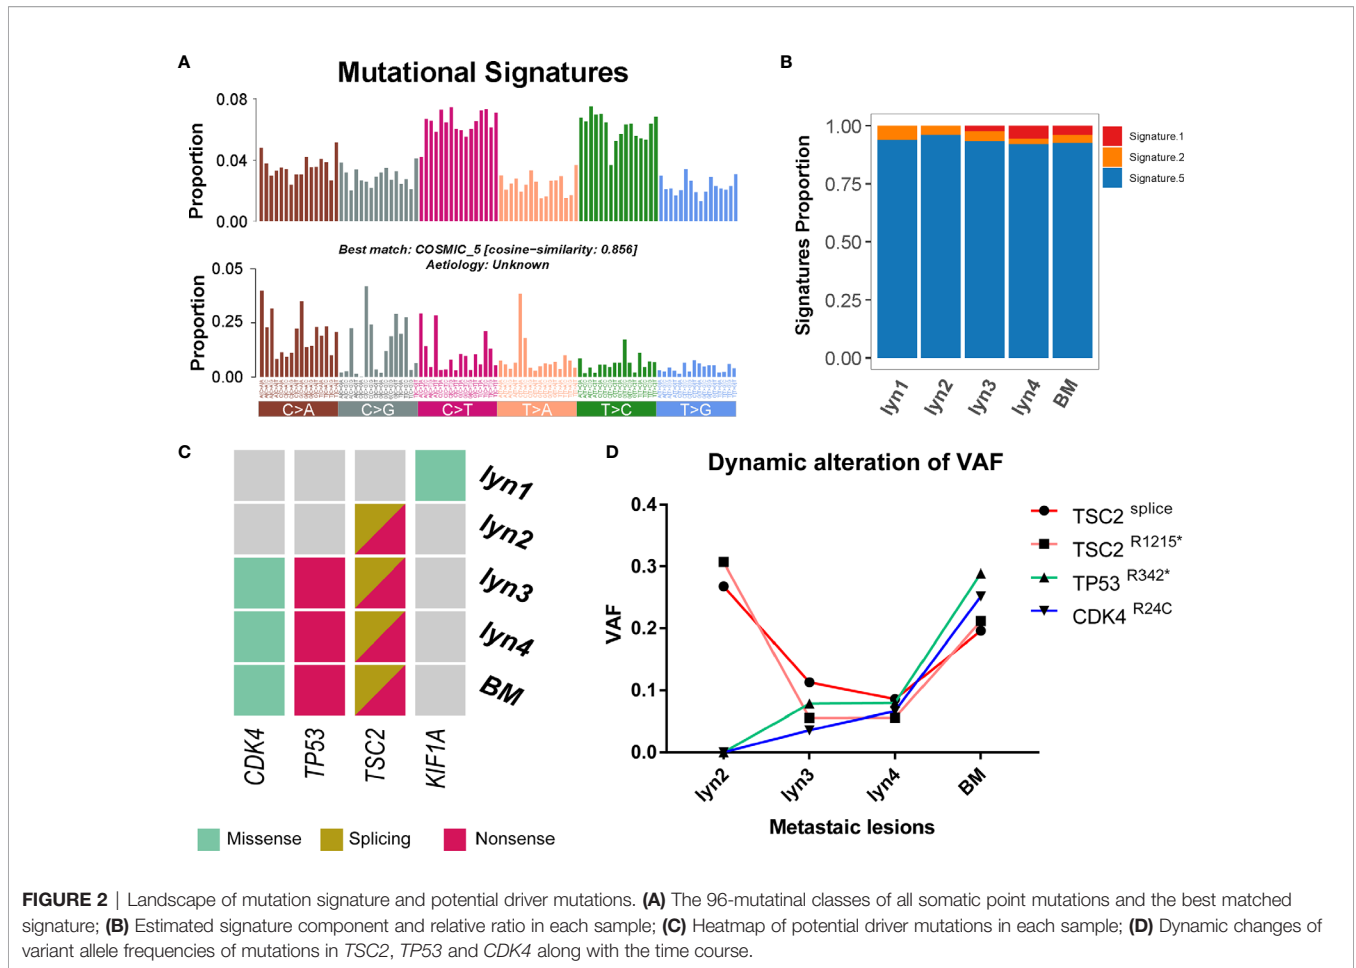 A
Mutational Signatures
0.08
0.04
0.00
Proportion
Best match: COSMIC_5 [cosine-similarity: 0.856]
Aetiology: Unknown
0.05
0.25
0.00
Proportion
C>A
C>G
C>T
T>A
T>C
T>G
B
1.00
0.75
0.50
0.25
0.00
Signatures Proportion
Signature.1
Signature.2
Signature.5
lyn1
lyn2
lyn3
lyn4
BM
C
lyn1
lyn2
lyn3
lyn4
BM
CDK4
TP53
TSC2
KIF1A
Missense
Splicing
Nonsense
D
Dynamic alteration of VAF
0.4
0.3
0.2
0.1
0.0
VAF
lyn2
lyn3
lyn4
BM
Metastaic lesions
TSC2 splice
TSC2 R1215*
TP53 R342*
CDK4 R24C
FIGURE 2 | Landscape of mutation signature and potential driver mutations. (A) The 96-mutatinal classes of all somatic point mutations and the best matched
signature; (B) Estimated signature component and relative ratio in each sample; (C) Heatmap of potential driver mutations in each sample; (D) Dynamic changes of
variant allele frequencies of mutations in TSC2, TP53 and CDK4 along with the time course.